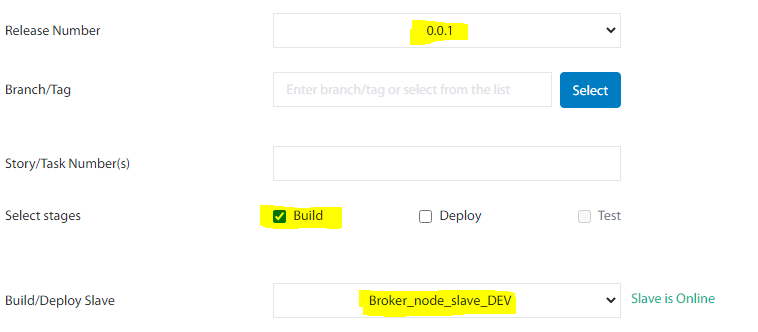 Release Number
0.0.1
Branch/Tag
Enter branch/tag or select from the list
Select
Story/Task Number(s)
Select stages
Build
Deploy
Test
Build/Deploy Slave
Broker_node_slave_DEV
Slave is Online